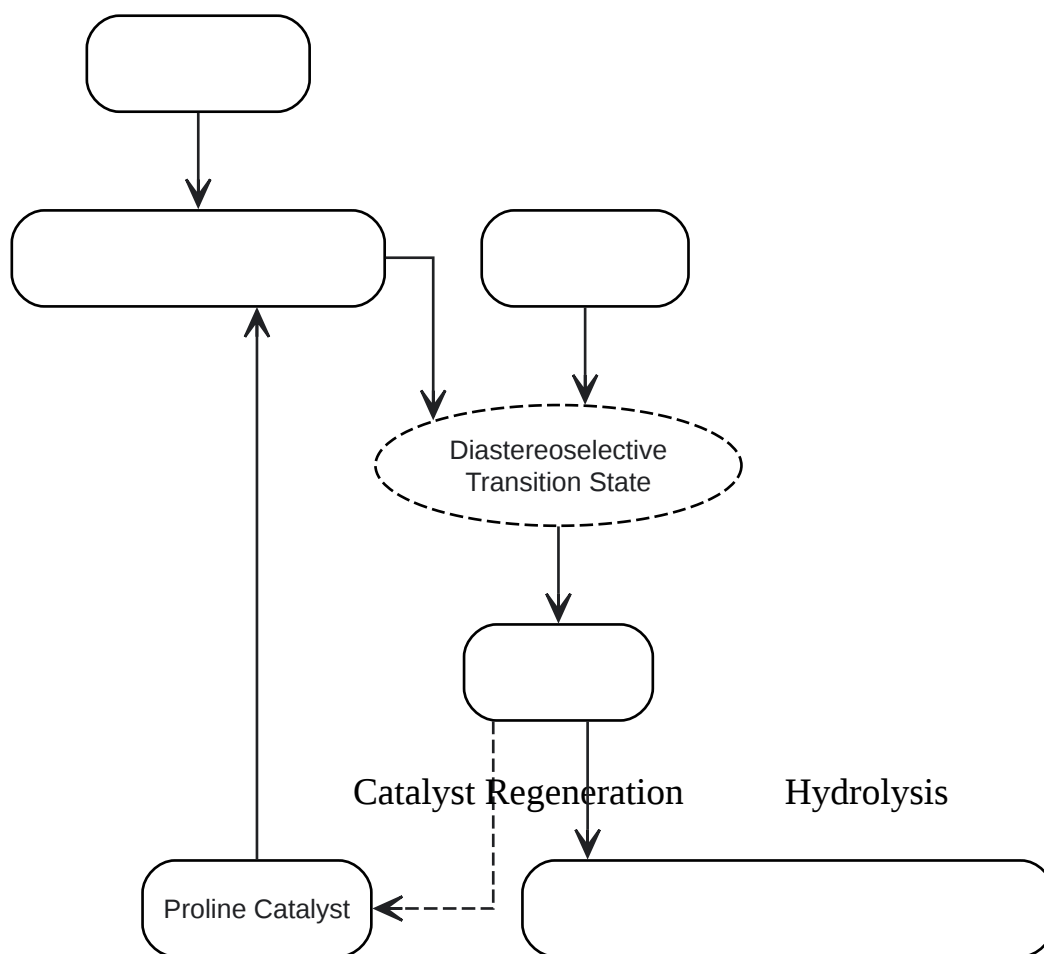 Diastereoselective
Transition State
Catalyst Regeneration
Hydrolysis
Proline Catalyst